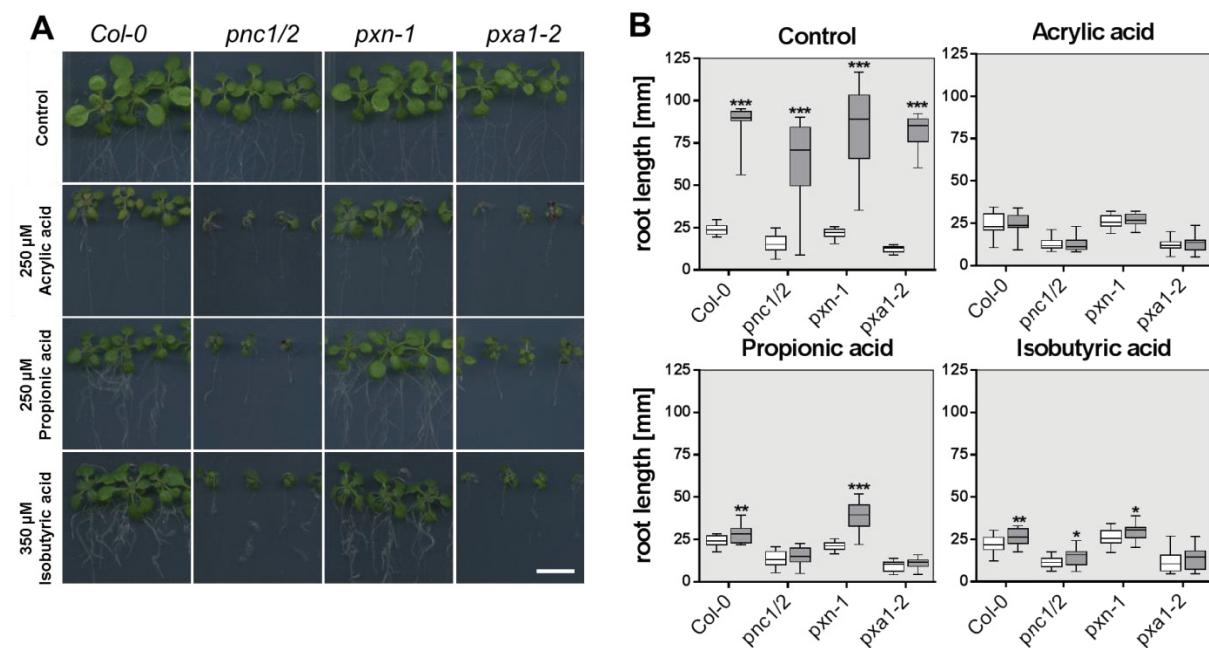 A
Col-0 pnc1/2 pxn-1 pxa1-2
Control
250 µM
Acrylic acid
250 µM
Propionic acid
350 µM
Isobutyric acid
B
Control
root length [mm]
125
100
75
50
25
0
*** *** *** ***
Col-0 pnc1/2 pxn-1 pxa1-2
Acrylic acid
125
100
75
50
25
0
Col-0 pnc1/2 pxn-1 pxa1-2
Propionic acid
root length [mm]
125
100
75
50
25
0
** ***
Col-0 pnc1/2 pxn-1 pxa1-2
Isobutyric acid
125
100
75
50
25
0
** * *
Col-0 pnc1/2 pxn-1 pxa1-2